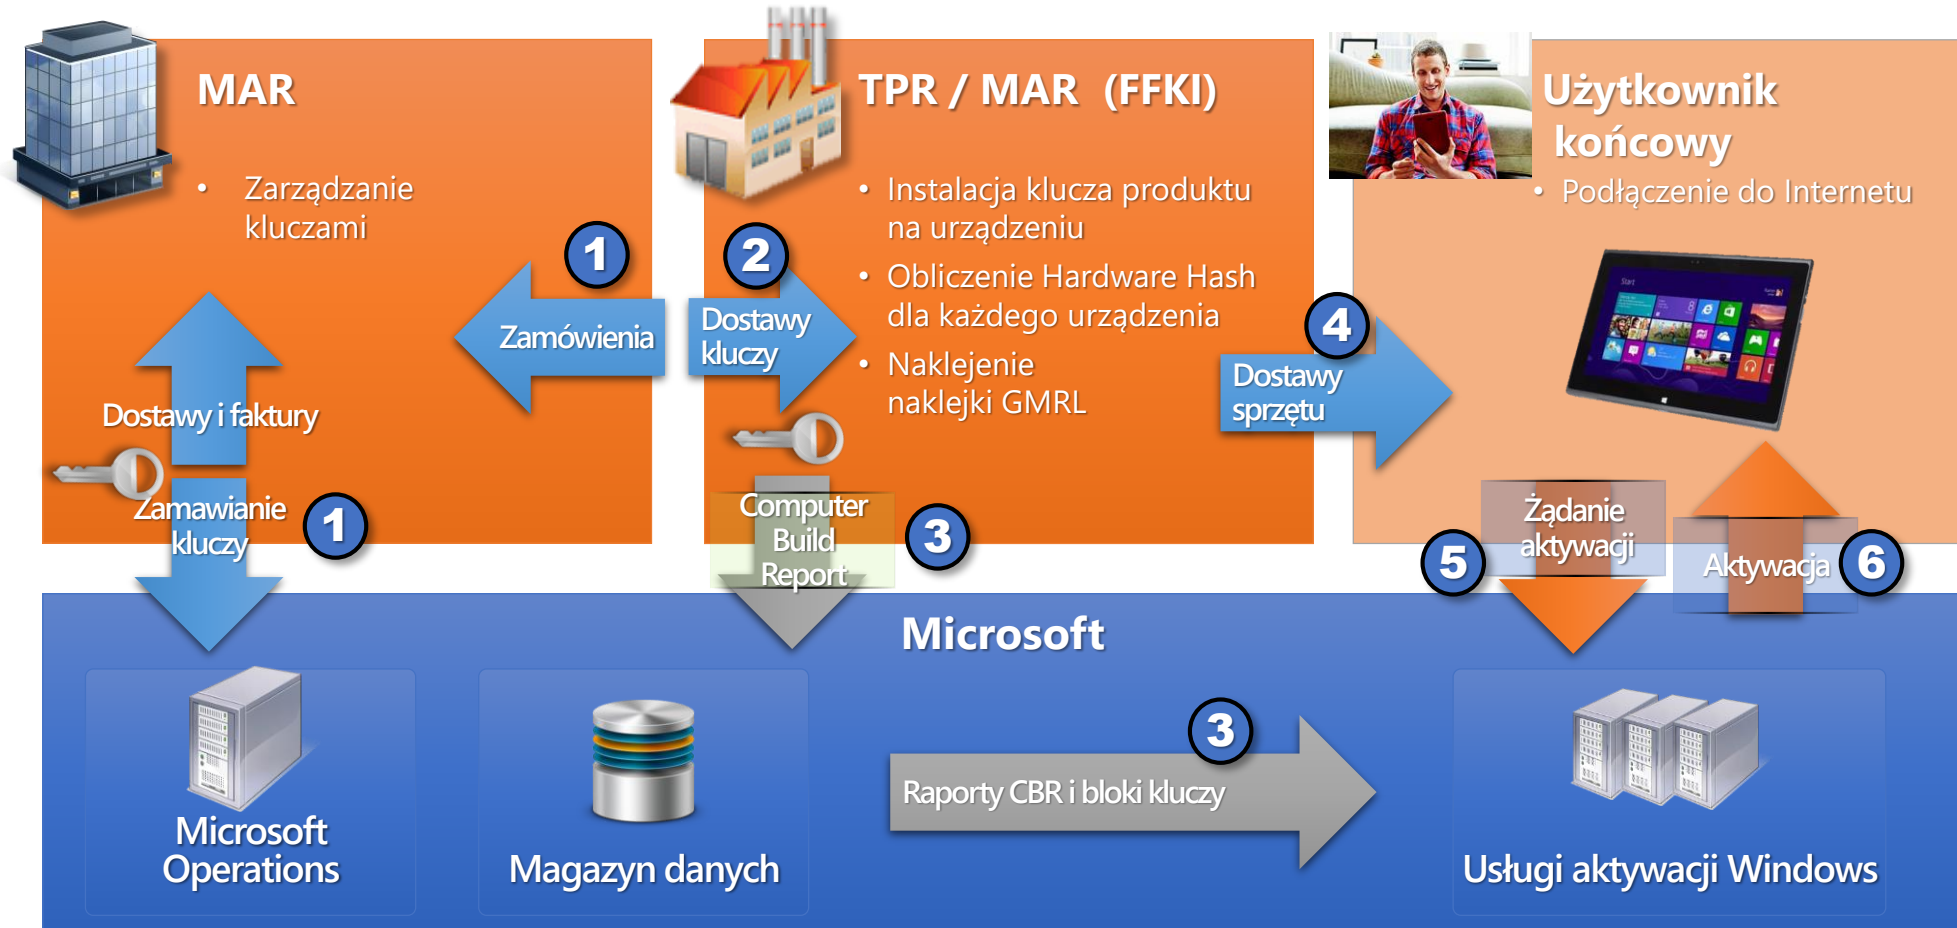 MAR
• Zarządzanie
kluczami
1
Zamówienia
Dostawy i faktury
Zamawianie
kluczy
1
TPR / MAR (FFKI)
• Instalacja klucza produktu
na urządzeniu
• Obliczenie Hardware Hash
dla każdego urządzenia
• Naklejenie
naklejki GMRL
2
Dostawy
kluczy
Computer
Build
Report
3
4
Dostawy
sprzętu
Użytkownik
końcowy
• Podłączenie do Internetu
Start
5
Żądanie
aktywacji
Aktywacja
6
Microsoft
Microsoft
Operations
Magazyn danych
3
Raporty CBR i bloki kluczy
Usługi aktywacji Windows